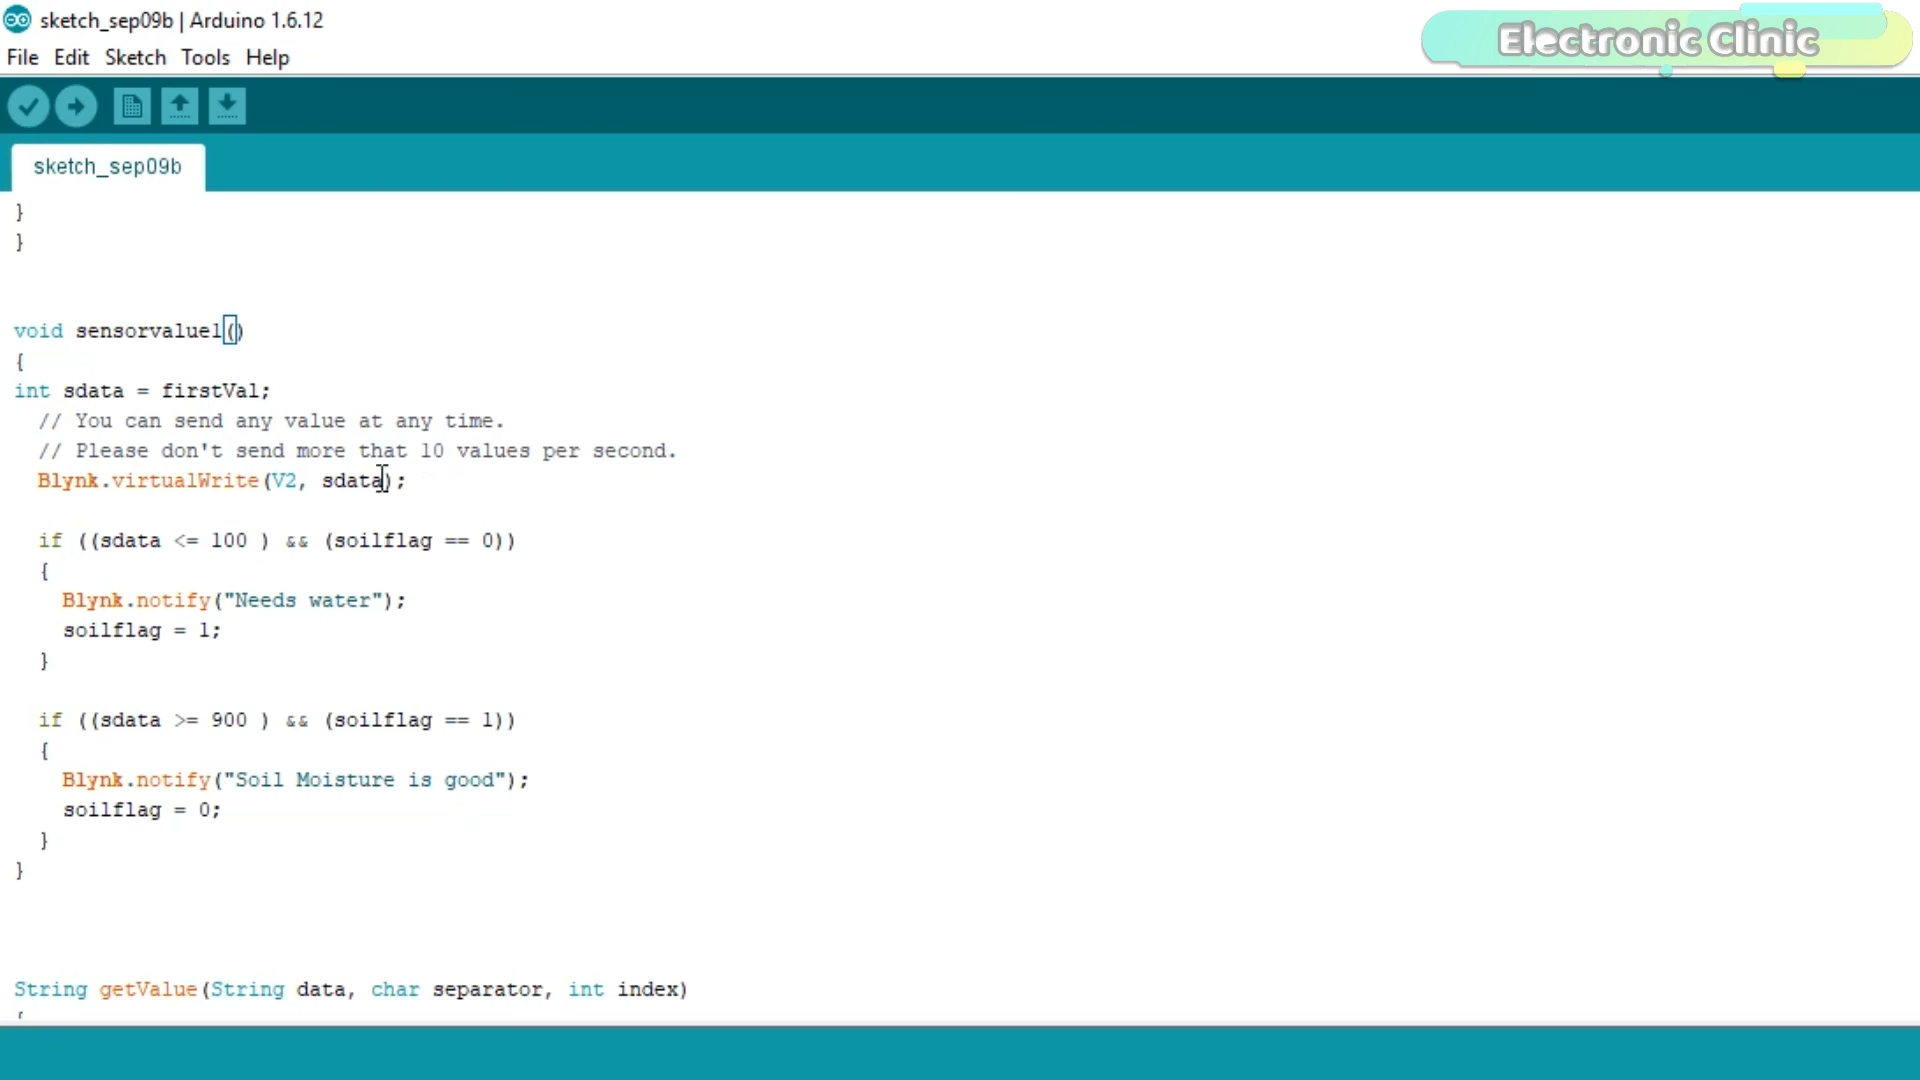 sketch_sep09b | Arduino 1.6.12
Electronic Clinic
File Edit Sketch Tools Help
sketch_sep09b
}
}
void sensorvalue1()
{
int sdata = firstVal;
// You can send any value at any time.
// Please don't send more that 10 values per second.
Blynk.virtualWrite(V2, sdata);
if ((sdata <= 100 ) && (soilflag == 0))
{
Blynk.notify("Needs water");
soilflag = 1;
}
if ((sdata >= 900 ) && (soilflag == 1))
{
Blynk.notify("Soil Moisture is good");
soilflag = 0;
}
}
String getValue(String data, char separator, int index)
{